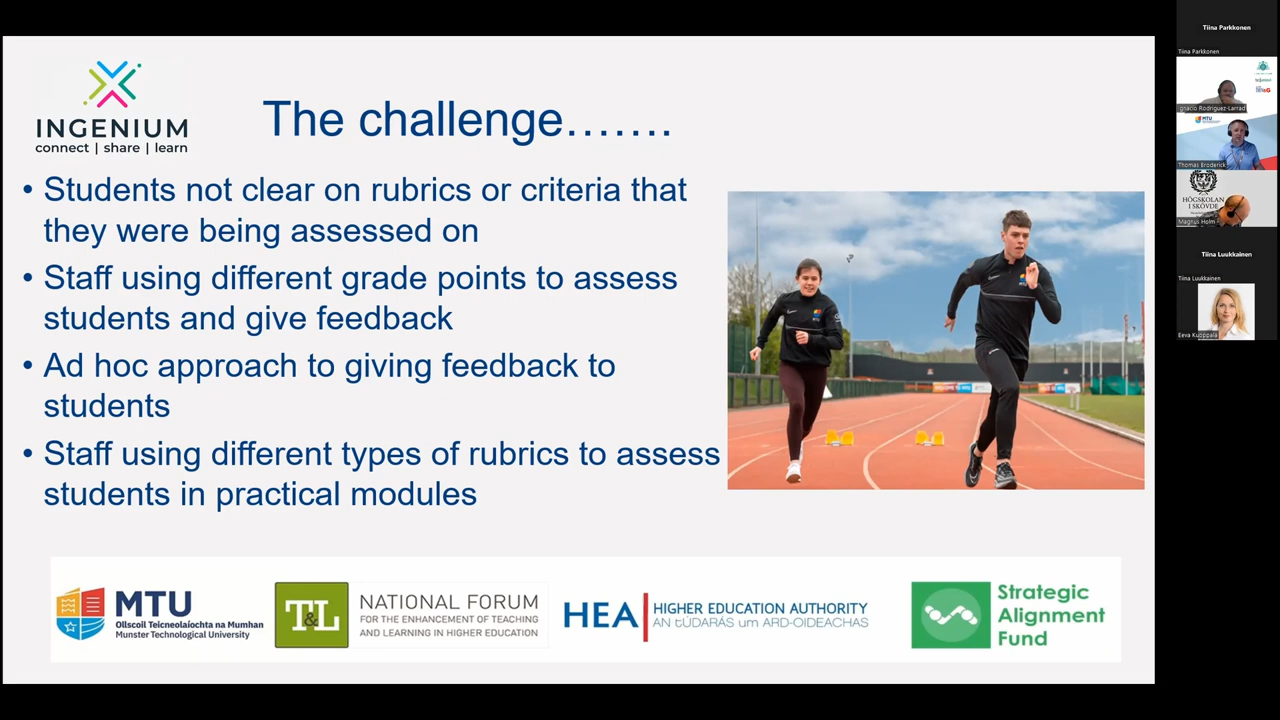 INGENIUM
connect | share | learn
The challenge…….
• Students not clear on rubrics or criteria that
they were being assessed on
• Staff using different grade points to assess
students and give feedback
• Ad hoc approach to giving feedback to
students
• Staff using different types of rubrics to assess
students in practical modules
MTU
Ollscoil Teicneolaíochta na Mumhan
Munster Technological University
T&L
NATIONAL FORUM
FOR THE ENHANCEMENT OF TEACHING
AND LEARNING IN HIGHER EDUCATION
HEA
HIGHER EDUCATION AUTHORITY
AN tÚDARÁS um ARD-OIDEACHAS
Strategic
Alignment
Fund
Tiina Parkkonen
Tiina Parkkonen
Ignacio Rodriguez-Larrad
MTU
Thomas Broderick
HÖGSKOLAN
I SKÖVDE
Magnus Holm
Tiina Luukkainen
Tiina Luukkainen
Eeva Kuoppala